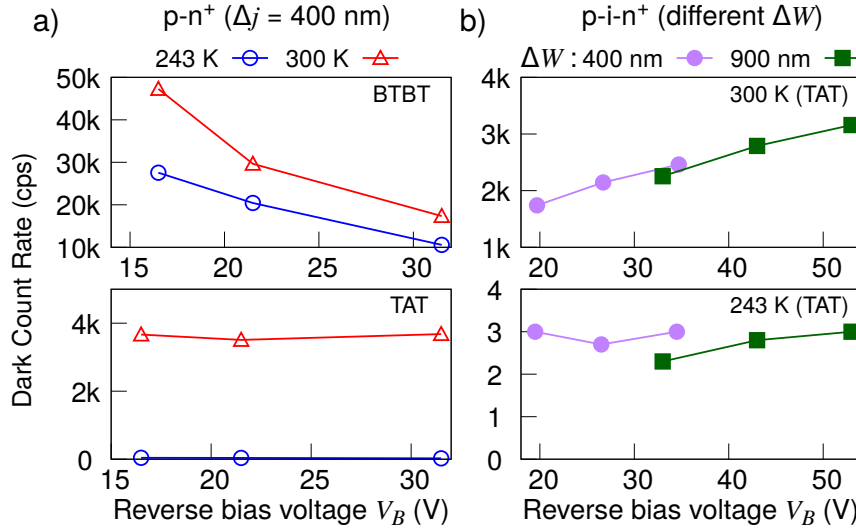 a) p-n⁺ (Δj = 400 nm)
243 K 300 K
50k
40k
30k
20k
10k
BTBT
15 20 25 30
TAT
8k
4k
0
15 20 25 30
Reverse bias voltage V_B (V)
Dark Count Rate (cps)
b) p-i-n⁺ (different ΔW)
ΔW : 400 nm 900 nm
4k
3k
2k
1k
300 K (TAT)
20 30 40 50
243 K (TAT)
4
3
2
1
0
20 30 40 50
Reverse bias voltage V_B (V)